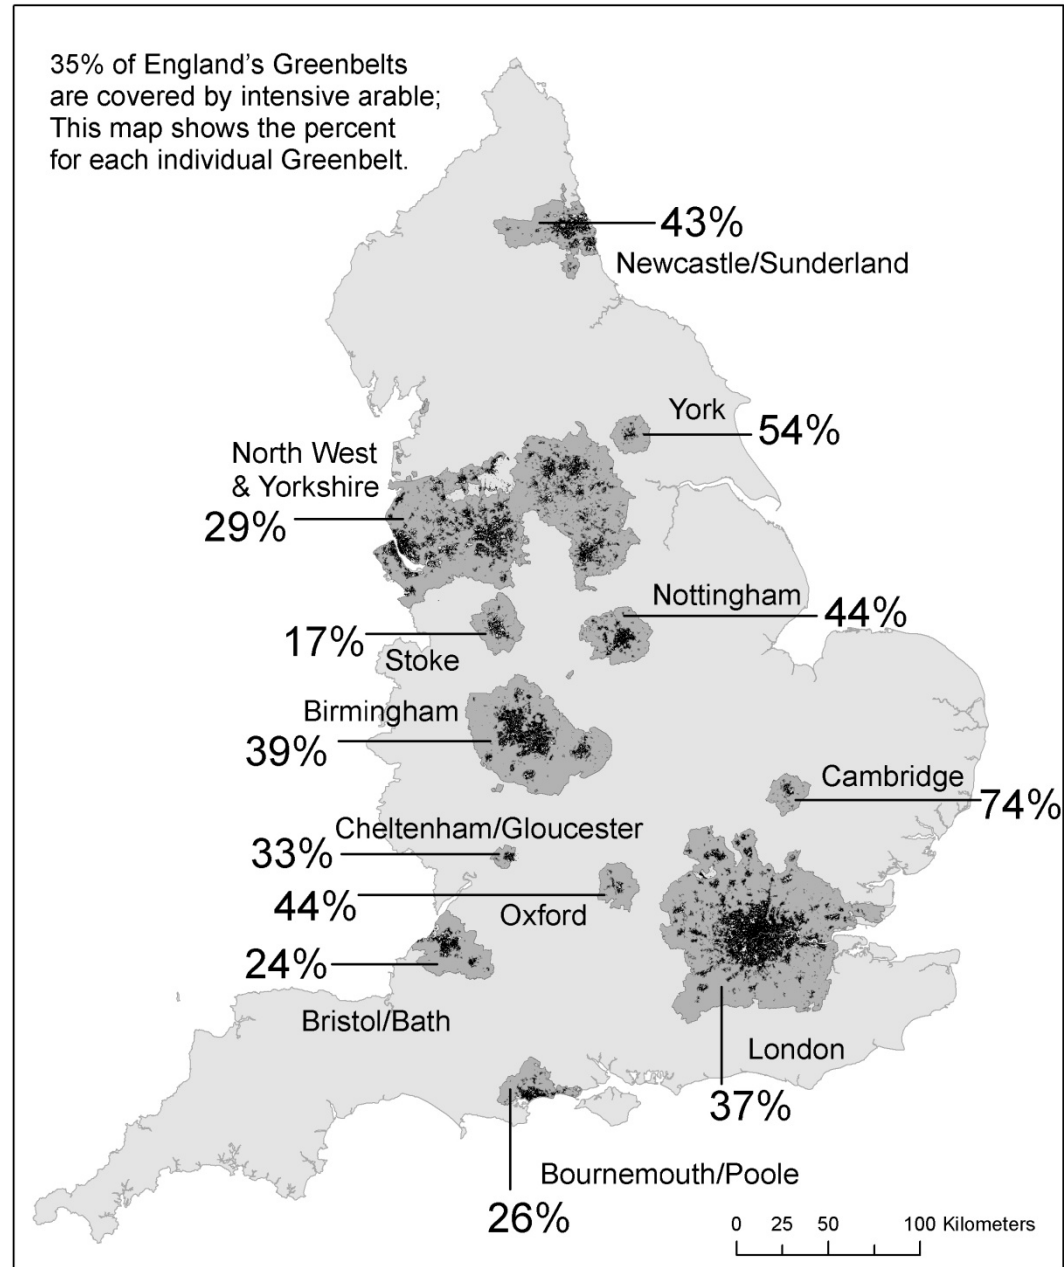 35% of England's Greenbelts
are covered by intensive arable;
This map shows the percent
for each individual Greenbelt.
43%
Newcastle/Sunderland
York
54%
North West
& Yorkshire
29%
Nottingham
44%
17%
Stoke
Birmingham
39%
Cambridge
74%
Cheltenham/Gloucester
33%
44%
Oxford
24%
Bristol/Bath
London
37%
Bournemouth/Poole
26%
0 25 50 100 Kilometers